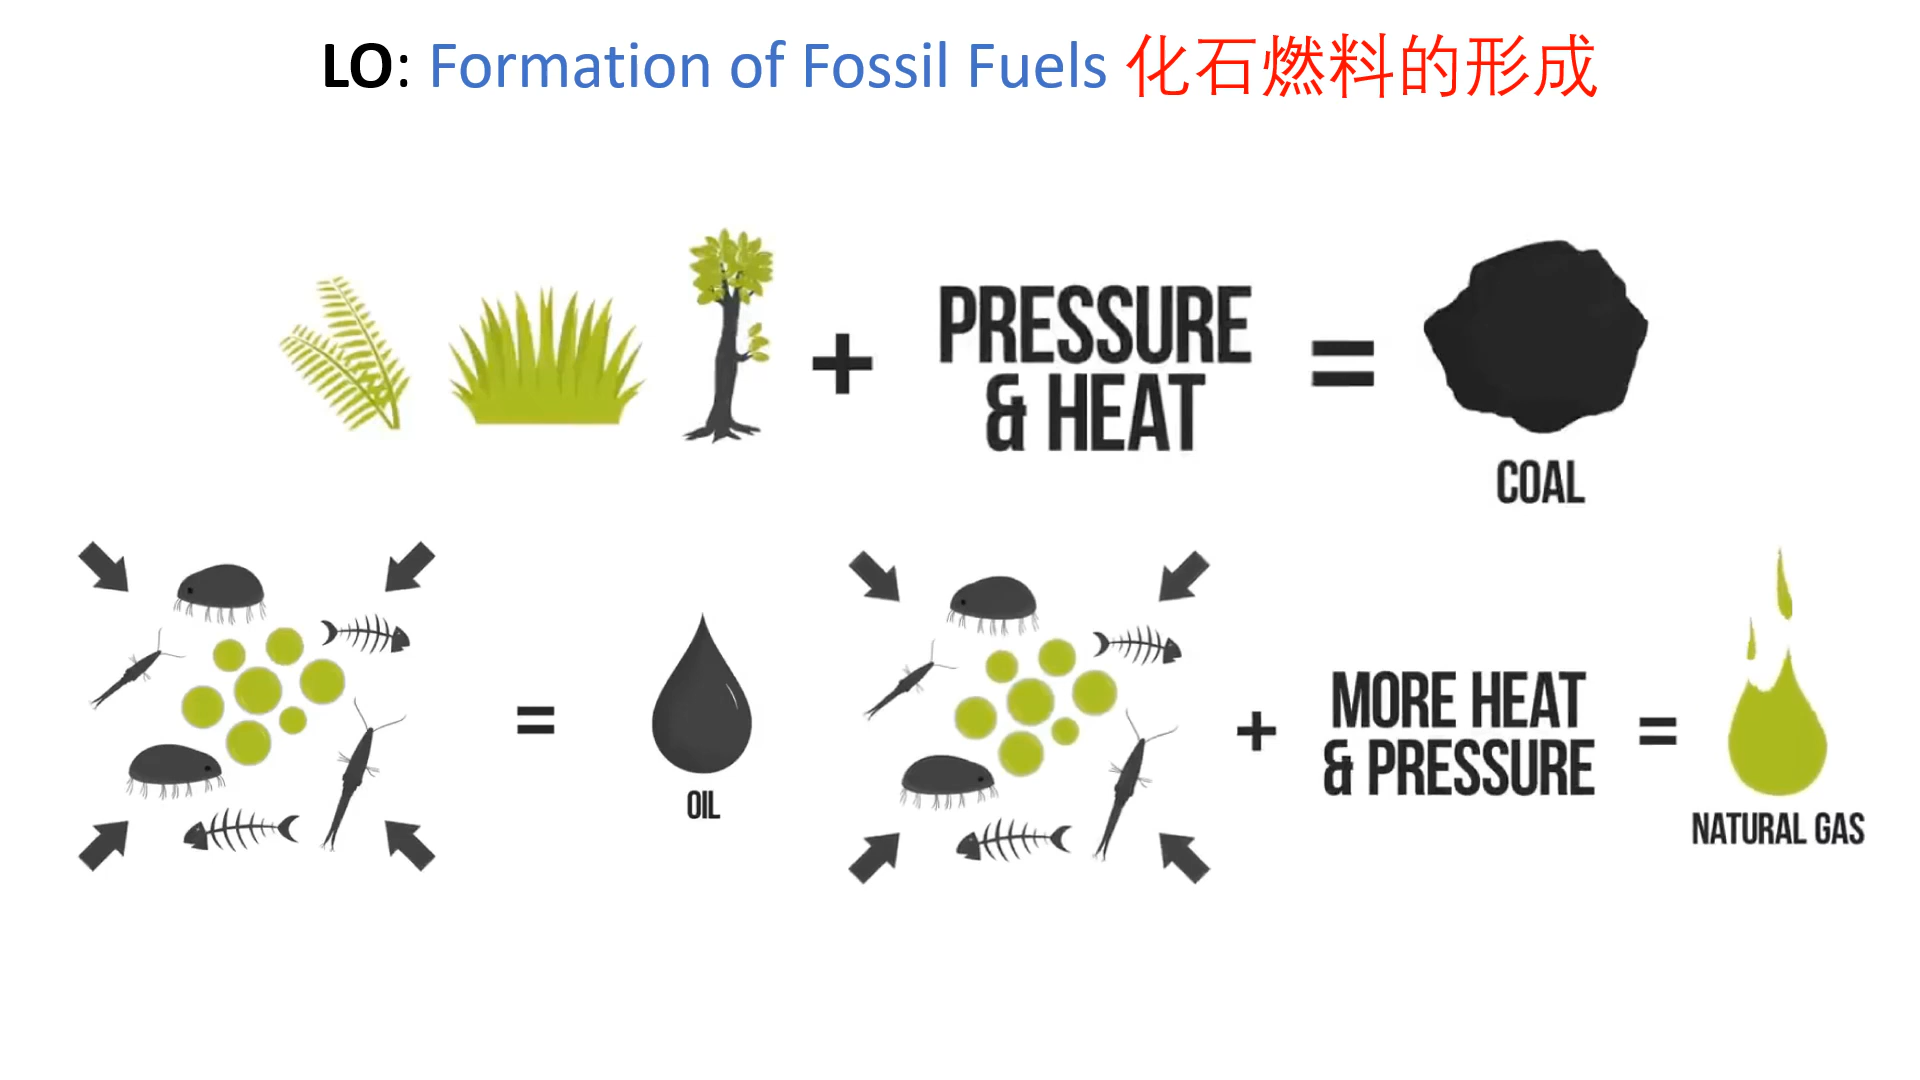 LO: Formation of Fossil Fuels 化石燃料的形成
+
PRESSURE
& HEAT
=
COAL
=
OIL
+
MORE HEAT
& PRESSURE
=
NATURAL GAS